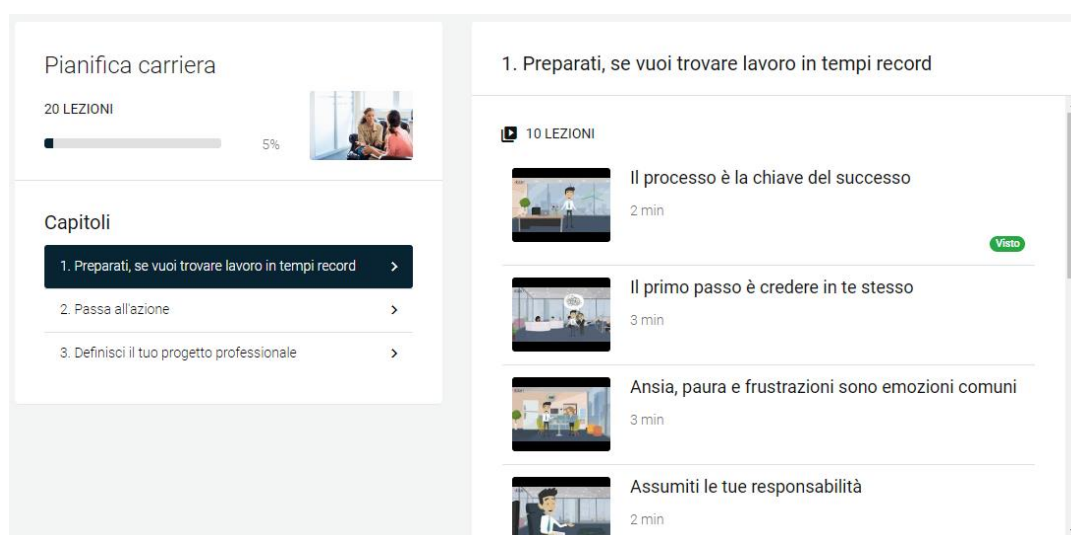 Pianifica carriera
20 LEZIONI
5%
Capitoli
1. Preparati, se vuoi trovare lavoro in tempi record
2. Passa all'azione
3. Definisci il tuo progetto professionale
1. Preparati, se vuoi trovare lavoro in tempi record
10 LEZIONI
Il processo è la chiave del successo
2 min
Visto
Il primo passo è credere in te stesso
3 min
Ansia, paura e frustrazioni sono emozioni comuni
3 min
Assumiti le tue responsabilità
2 min